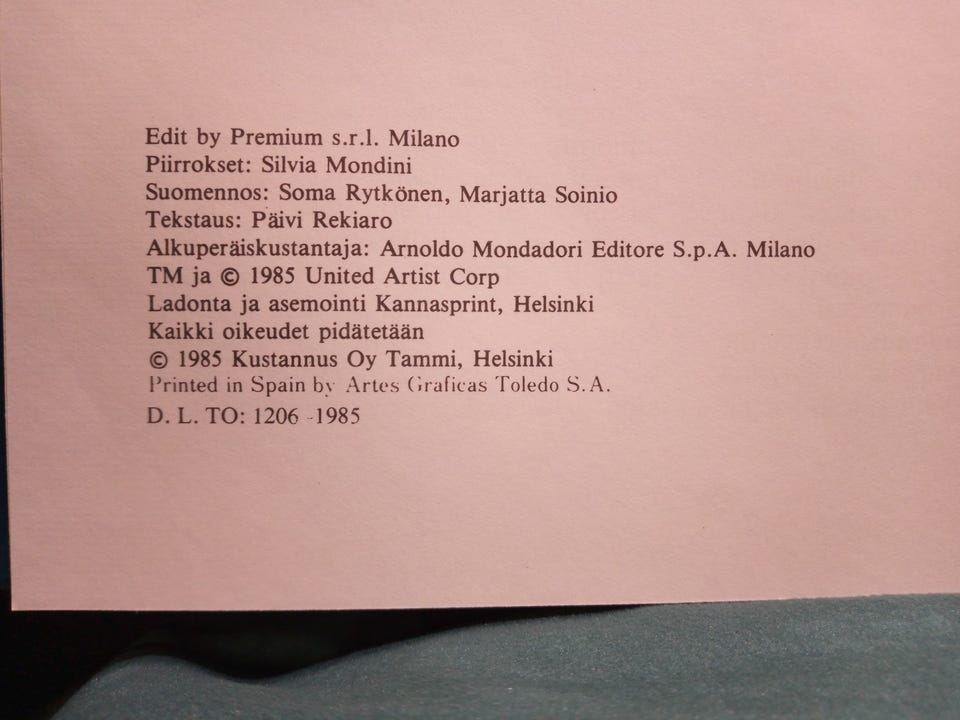 Edit by Premium s.r.l. Milano
Piirrokset: Silvia Mondini
Suomennos: Soma Rytkönen, Marjatta Soinio
Tekstaus: Päivi Rekiaro
Alkuperäiskustantaja: Arnoldo Mondadori Editore S.p.A. Milano
TM ja © 1985 United Artist Corp
Ladonta ja asemointi Kannasprint, Helsinki
Kaikki oikeudet pidätetään
© 1985 Kustannus Oy Tammi, Helsinki
Printed in Spain by Artes Graficas Toledo S.A.
D. L. TO: 1206 -1985